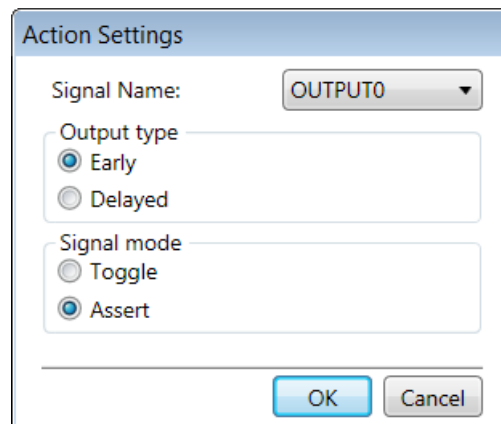 Action Settings
Signal Name: OUTPUT0
Output type
Early
Delayed
Signal mode
Toggle
Assert
OK Cancel